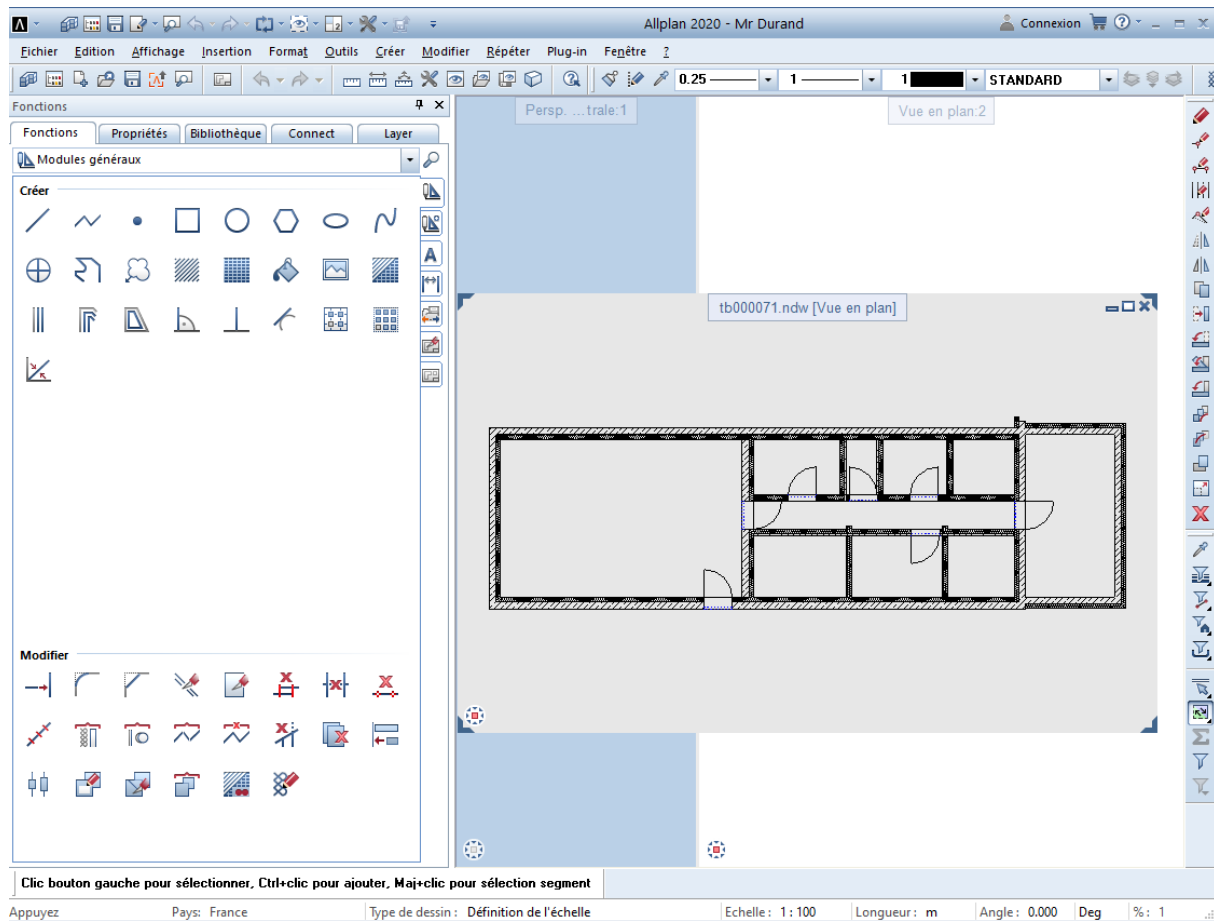 Allplan 2020 - Mr Durand Connexion
Fichier Edition Affichage Insertion Format Outils Créer Modifier Répéter Plug-in Fenêtre ?
0.25 1 1 STANDARD
Fonctions
Persp. ...trale:1 Vue en plan:2
Fonctions Propriétés Bibliothèque Connect Layer
Modules généraux
Créer
A
tb000071.ndw [Vue en plan]
Modifier
Clic bouton gauche pour sélectionner, Ctrl+clic pour ajouter, Maj+clic pour sélection segment
Appuyez Pays: France Type de dessin : Définition de l'échelle Echelle : 1 : 100 Longueur : m Angle : 0.000 Deg % : 1